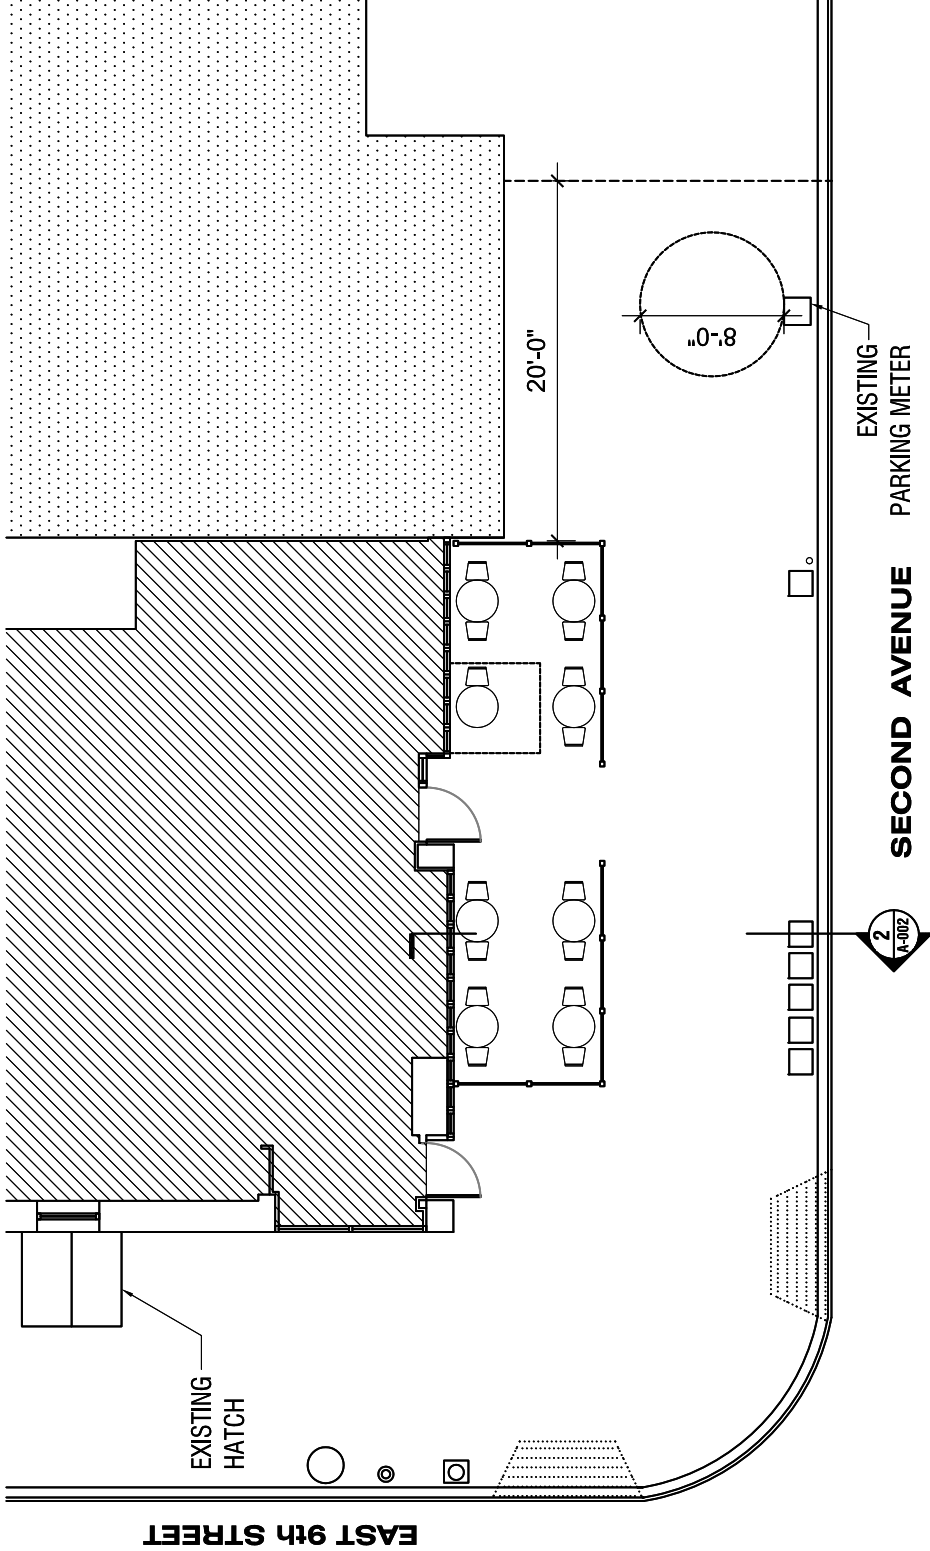 20'-0"
8'-0"
EXISTING
PARKING METER
SECOND AVENUE
2
A-002
EXISTING
HATCH
EAST 9th STREET